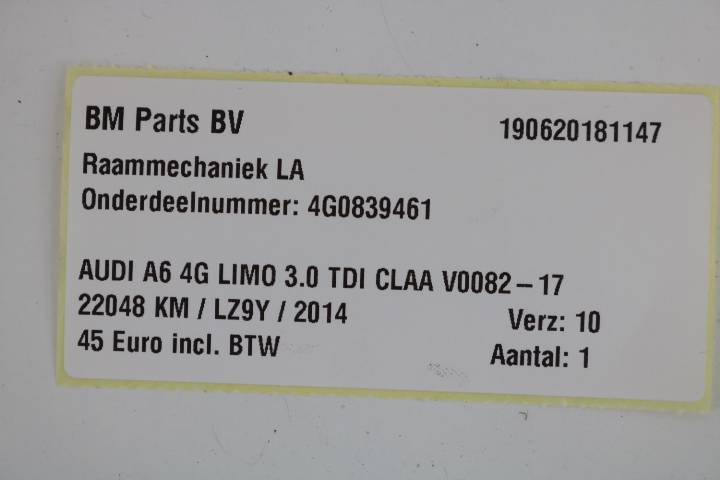 BM Parts BV 190620181147
Raammechaniek LA
Onderdeelnummer: 4G0839461
AUDI A6 4G LIMO 3.0 TDI CLAA V0082-17
22048 KM / LZ9Y / 2014 Verz: 10
45 Euro incl. BTW Aantal: 1